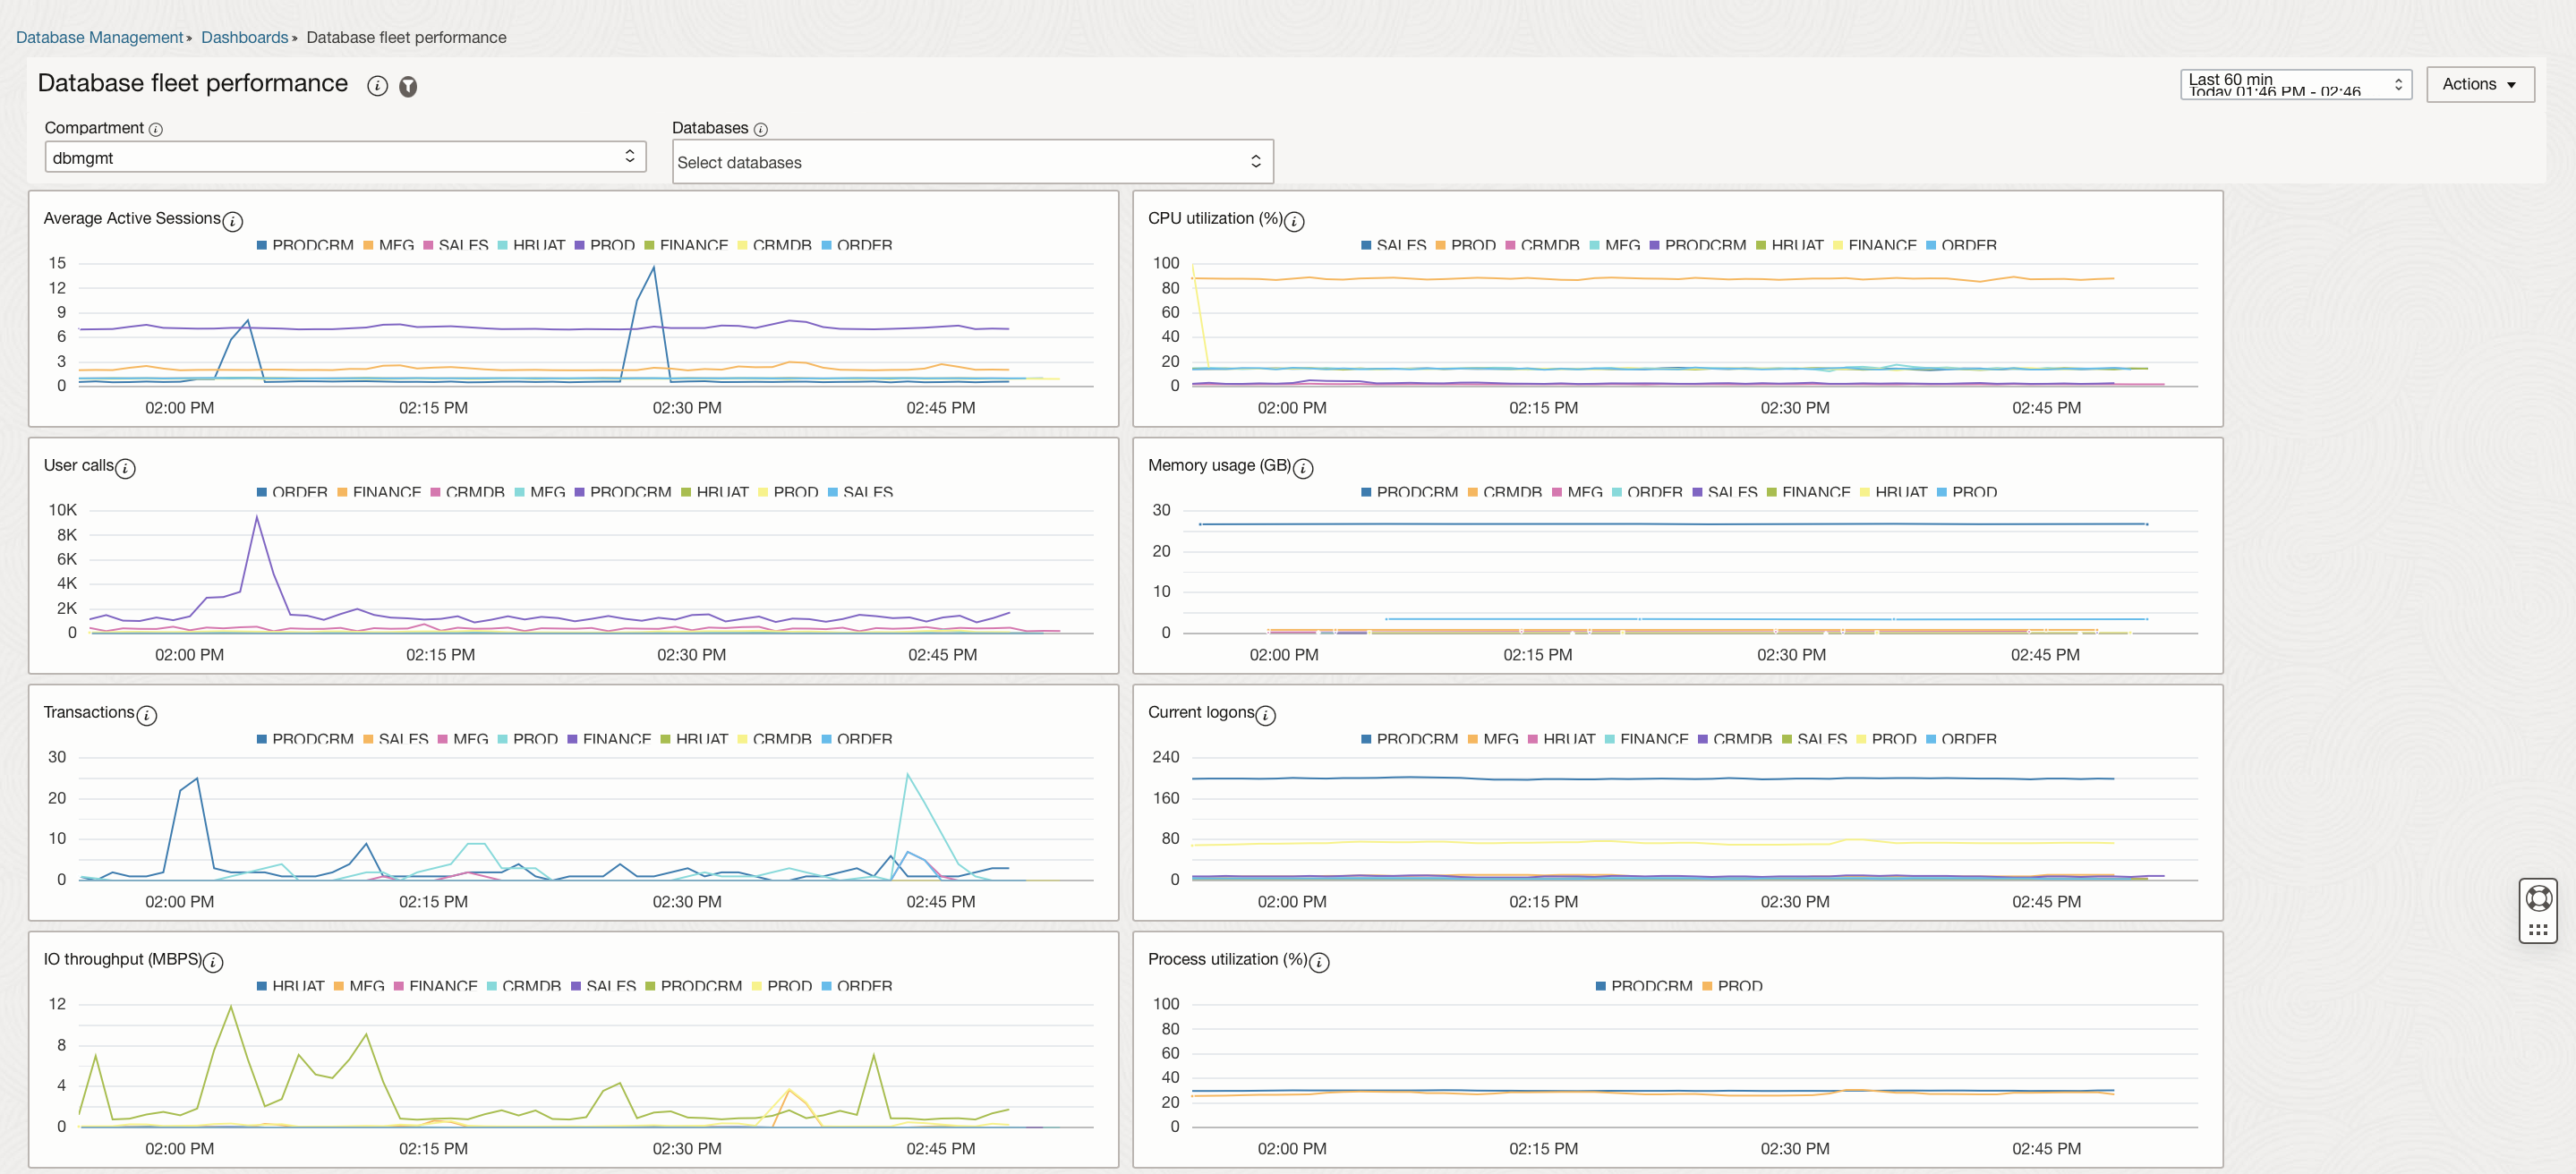 Database Management » Dashboards » Database fleet performance
Database fleet performance
Last 60 min
Today 01:46 PM - 02:46
Actions
Compartment
dbmgmt
Databases
Select databases
Average Active Sessions
PRODCRM MFG SALES HRUAT PROD FINANCE CRMDB ORDER
15
12
9
6
3
0
02:00 PM 02:15 PM 02:30 PM 02:45 PM
CPU utilization (%)
SALES PROD CRMDB MFG PRODCRM HRUAT FINANCE ORDER
100
80
60
40
20
0
02:00 PM 02:15 PM 02:30 PM 02:45 PM
User calls
ORDER FINANCE CRMDB MFG PRODCRM HRUAT PROD SALES
10K
8K
6K
4K
2K
0
02:00 PM 02:15 PM 02:30 PM 02:45 PM
Memory usage (GB)
PRODCRM CRMDB MFG ORDER SALES FINANCE HRUAT PROD
30
20
10
0
02:00 PM 02:15 PM 02:30 PM 02:45 PM
Transactions
PRODCRM SALES MFG PROD FINANCE HRUAT CRMDB ORDER
30
20
10
0
02:00 PM 02:15 PM 02:30 PM 02:45 PM
Current logons
PRODCRM MFG HRUAT FINANCE CRMDB SALES PROD ORDER
240
160
80
0
02:00 PM 02:15 PM 02:30 PM 02:45 PM
IO throughput (MBPS)
HRUAT MFG FINANCE CRMDB SALES PRODCRM PROD ORDER
12
8
4
0
02:00 PM 02:15 PM 02:30 PM 02:45 PM
Process utilization (%)
PRODCRM PROD
100
80
60
40
20
0
02:00 PM 02:15 PM 02:30 PM 02:45 PM